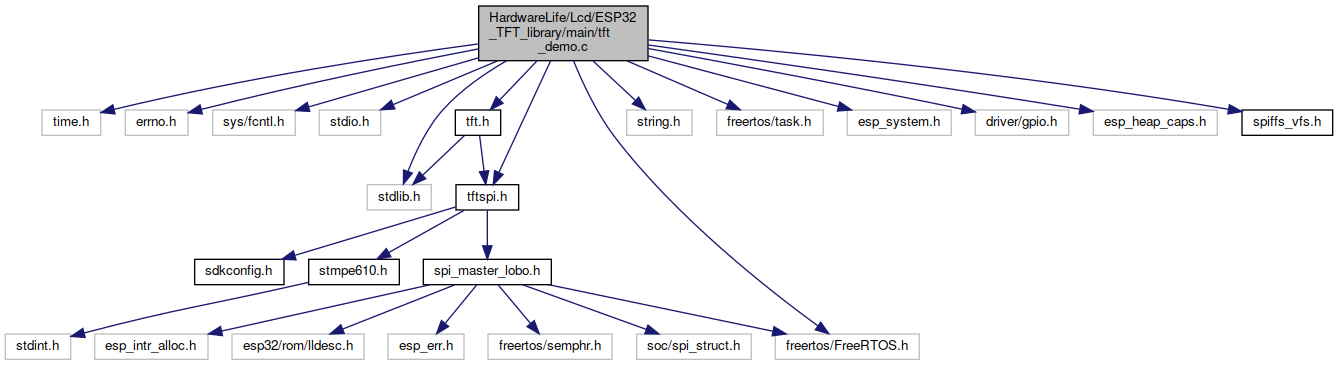 HardwareLife/Lcd/ESP32
_TFT_library/main/tft
_demo.c
time.h
errno.h
sys/fcntl.h
stdio.h
tft.h
string.h
freertos/task.h
esp_system.h
driver/gpio.h
esp_heap_caps.h
spiffs_vfs.h
stdlib.h
tftspi.h
sdkconfig.h
stmpe610.h
spi_master_lobo.h
stdint.h
esp_intr_alloc.h
esp32/rom/lldesc.h
esp_err.h
freertos/semphr.h
soc/spi_struct.h
freertos/FreeRTOS.h